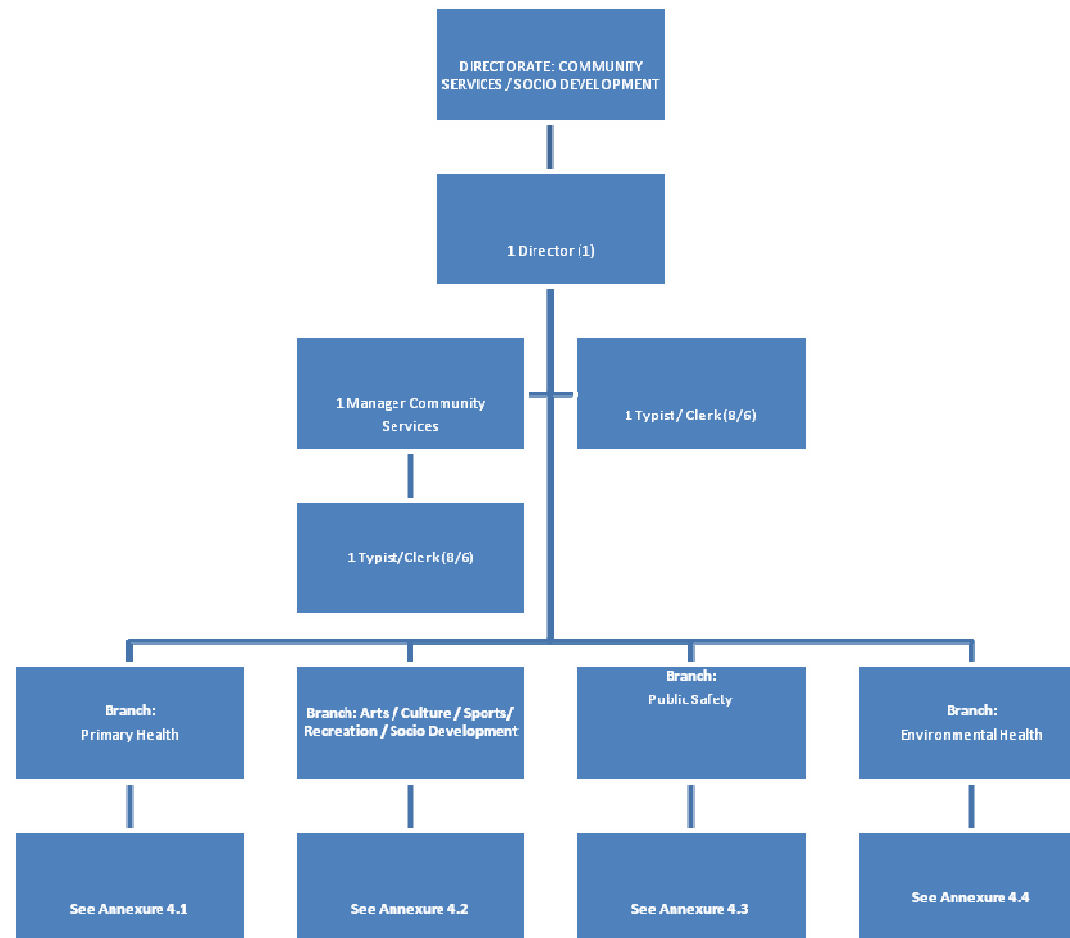 DIRECTORATE: COMMUNITY
SERVICES / SOCIO DEVELOPMENT
1 Director (1)
1 Manager Community
Services
1 Typist/ Clerk (8/6)
1 Typist/Clerk (8/6)
Branch:
Primary Health
Branch: Arts / Culture / Sports/
Recreation / Socio Development
Branch:
Public Safety
Branch:
Environmental Health
See Annexure 4.1
See Annexure 4.2
See Annexure 4.3
See Annexure 4.4